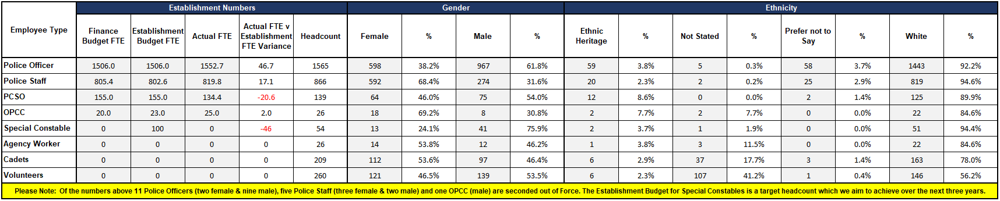 Establishment Numbers Gender Ethnicity
Employee Type Finance Budget FTE Establishment Budget FTE Actual FTE Actual FTE v Establishment FTE Variance Headcount Female % Male % Ethnic Heritage % Not Stated % Prefer not to Say % White %
Police Officer 1506.0 1506.0 1552.7 46.7 1565 598 38.2% 967 61.8% 59 3.8% 5 0.3% 58 3.7% 1443 92.2%
Police Staff 805.4 802.6 819.8 17.1 866 592 68.4% 274 31.6% 20 2.3% 2 0.2% 25 2.9% 819 94.6%
PCSO 155.0 155.0 134.4 -20.6 139 64 46.0% 75 54.0% 12 8.6% 0 0.0% 2 1.4% 125 89.9%
OPCC 20.0 23.0 25.0 2.0 26 18 69.2% 8 30.8% 2 7.7% 2 7.7% 0 0.0% 22 84.6%
Special Constable 0 100 0 -46 54 13 24.1% 41 75.9% 2 3.7% 1 1.9% 0 0.0% 51 94.4%
Agency Worker 0 0 0 0 26 14 53.8% 12 46.2% 1 3.8% 3 11.5% 0 0.0% 22 84.6%
Cadets 0 0 0 0 209 112 53.6% 97 46.4% 6 2.9% 37 17.7% 3 1.4% 163 78.0%
Volunteers 0 0 0 0 260 121 46.5% 139 53.5% 6 2.3% 107 41.2% 1 0.4% 146 56.2%
Please Note: Of the numbers above 11 Police Officers (two female & nine male), five Police Staff (three female & two male) and one OPCC (male) are seconded out of Force. The Establishment Budget for Special Constables is a target headcount which we aim to achieve over the next three years.